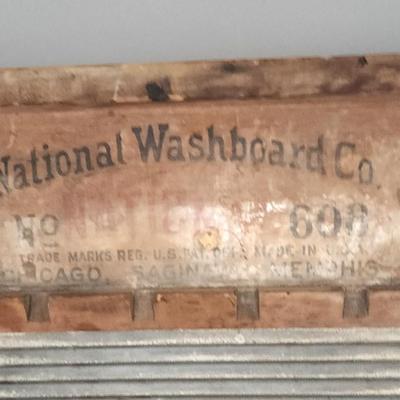 National Washboard Co.
No 608
TRADE MARKS REG. U.S. PAT. OFF. MADE IN U.S.A.
CHICAGO, SAGINAW, MEMPHIS